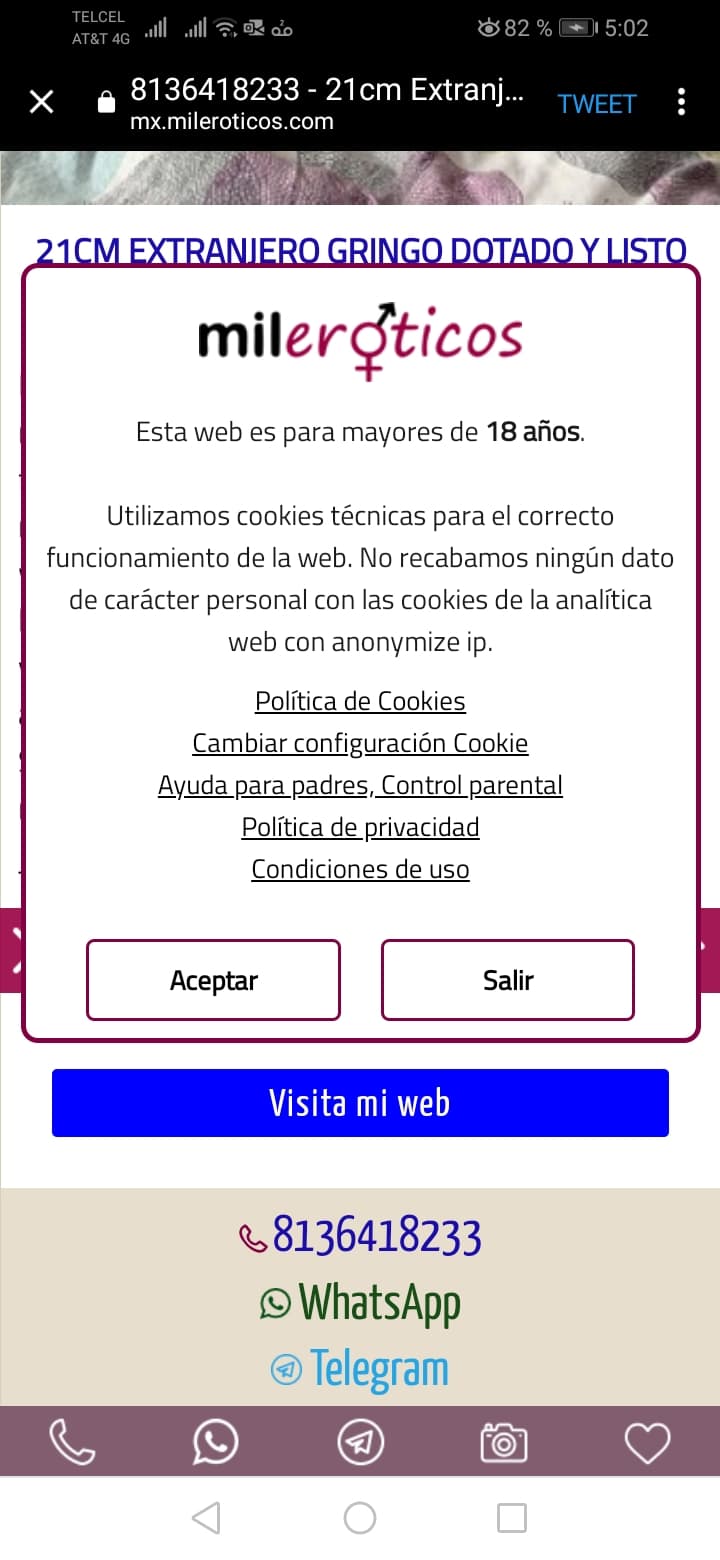 TELCEL
AT&T 4G
82 %
5:02
8136418233 - 21cm Extranj...
mx.mileroticos.com
TWEET
21CM EXTRANJERO GRINGO DOTADO Y LISTO
mileroticos
Esta web es para mayores de 18 años.
Utilizamos cookies técnicas para el correcto
funcionamiento de la web. No recabamos ningún dato
de carácter personal con las cookies de la analítica
web con anonymize ip.
Política de Cookies
Cambiar configuración Cookie
Ayuda para padres, Control parental
Política de privacidad
Condiciones de uso
Aceptar
Salir
Visita mi web
8136418233
WhatsApp
Telegram